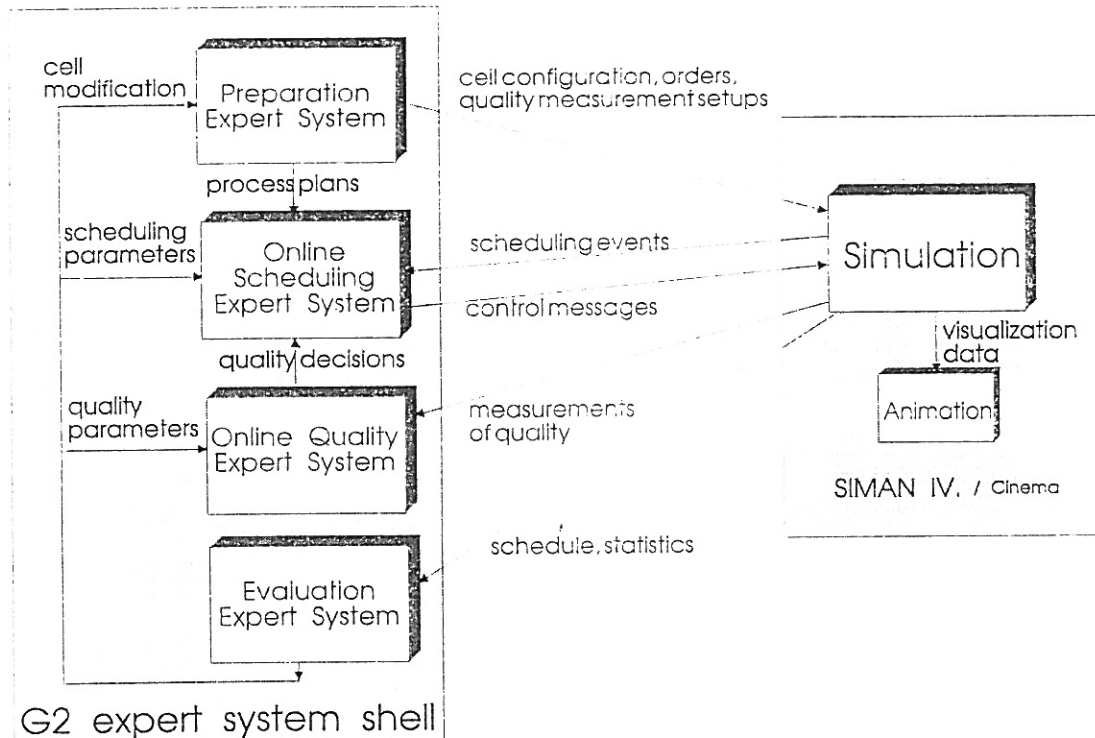 cell
modification
Preparation
Expert System
cell configuration, orders,
quality measurement setups
process plans
scheduling
parameters
Online
Scheduling
Expert System
scheduling events
control messages
Simulation
visualization
data
Animation
SIMAN IV. / Cinema
quality decisions
quality
parameters
Online Quality
Expert System
measurements
of quality
Evaluation
Expert System
schedule, statistics
G2 expert system shell